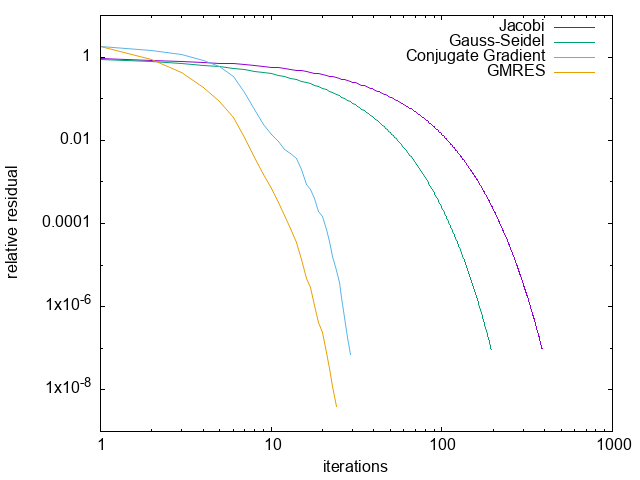 Jacobi
Gauss-Seidel
Conjugate Gradient
GMRES
1
0.01
0.0001
1x10-6
1x10-8
relative residual
1 10 100 1000
iterations